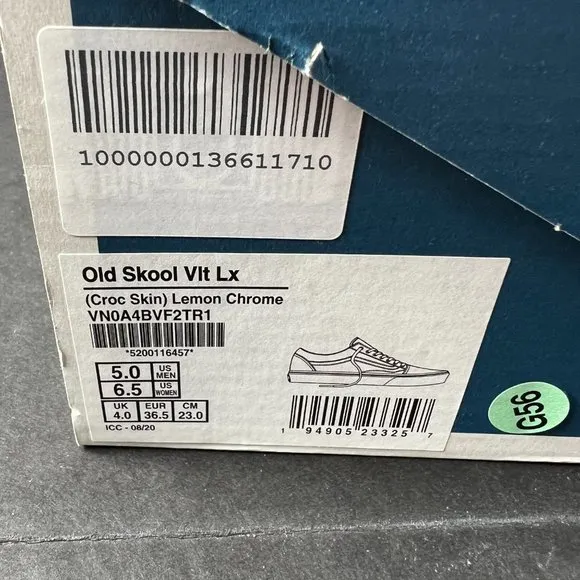 1000000136611710
Old Skool Vlt Lx
(Croc Skin) Lemon Chrome
VN0A4BVF2TR1
*5200116457*
5.0 US MEN
6.5 US WOMEN
UK EUR CM
4.0 36.5 23.0
ICC - 08/20
1 94905 23325 7
G56